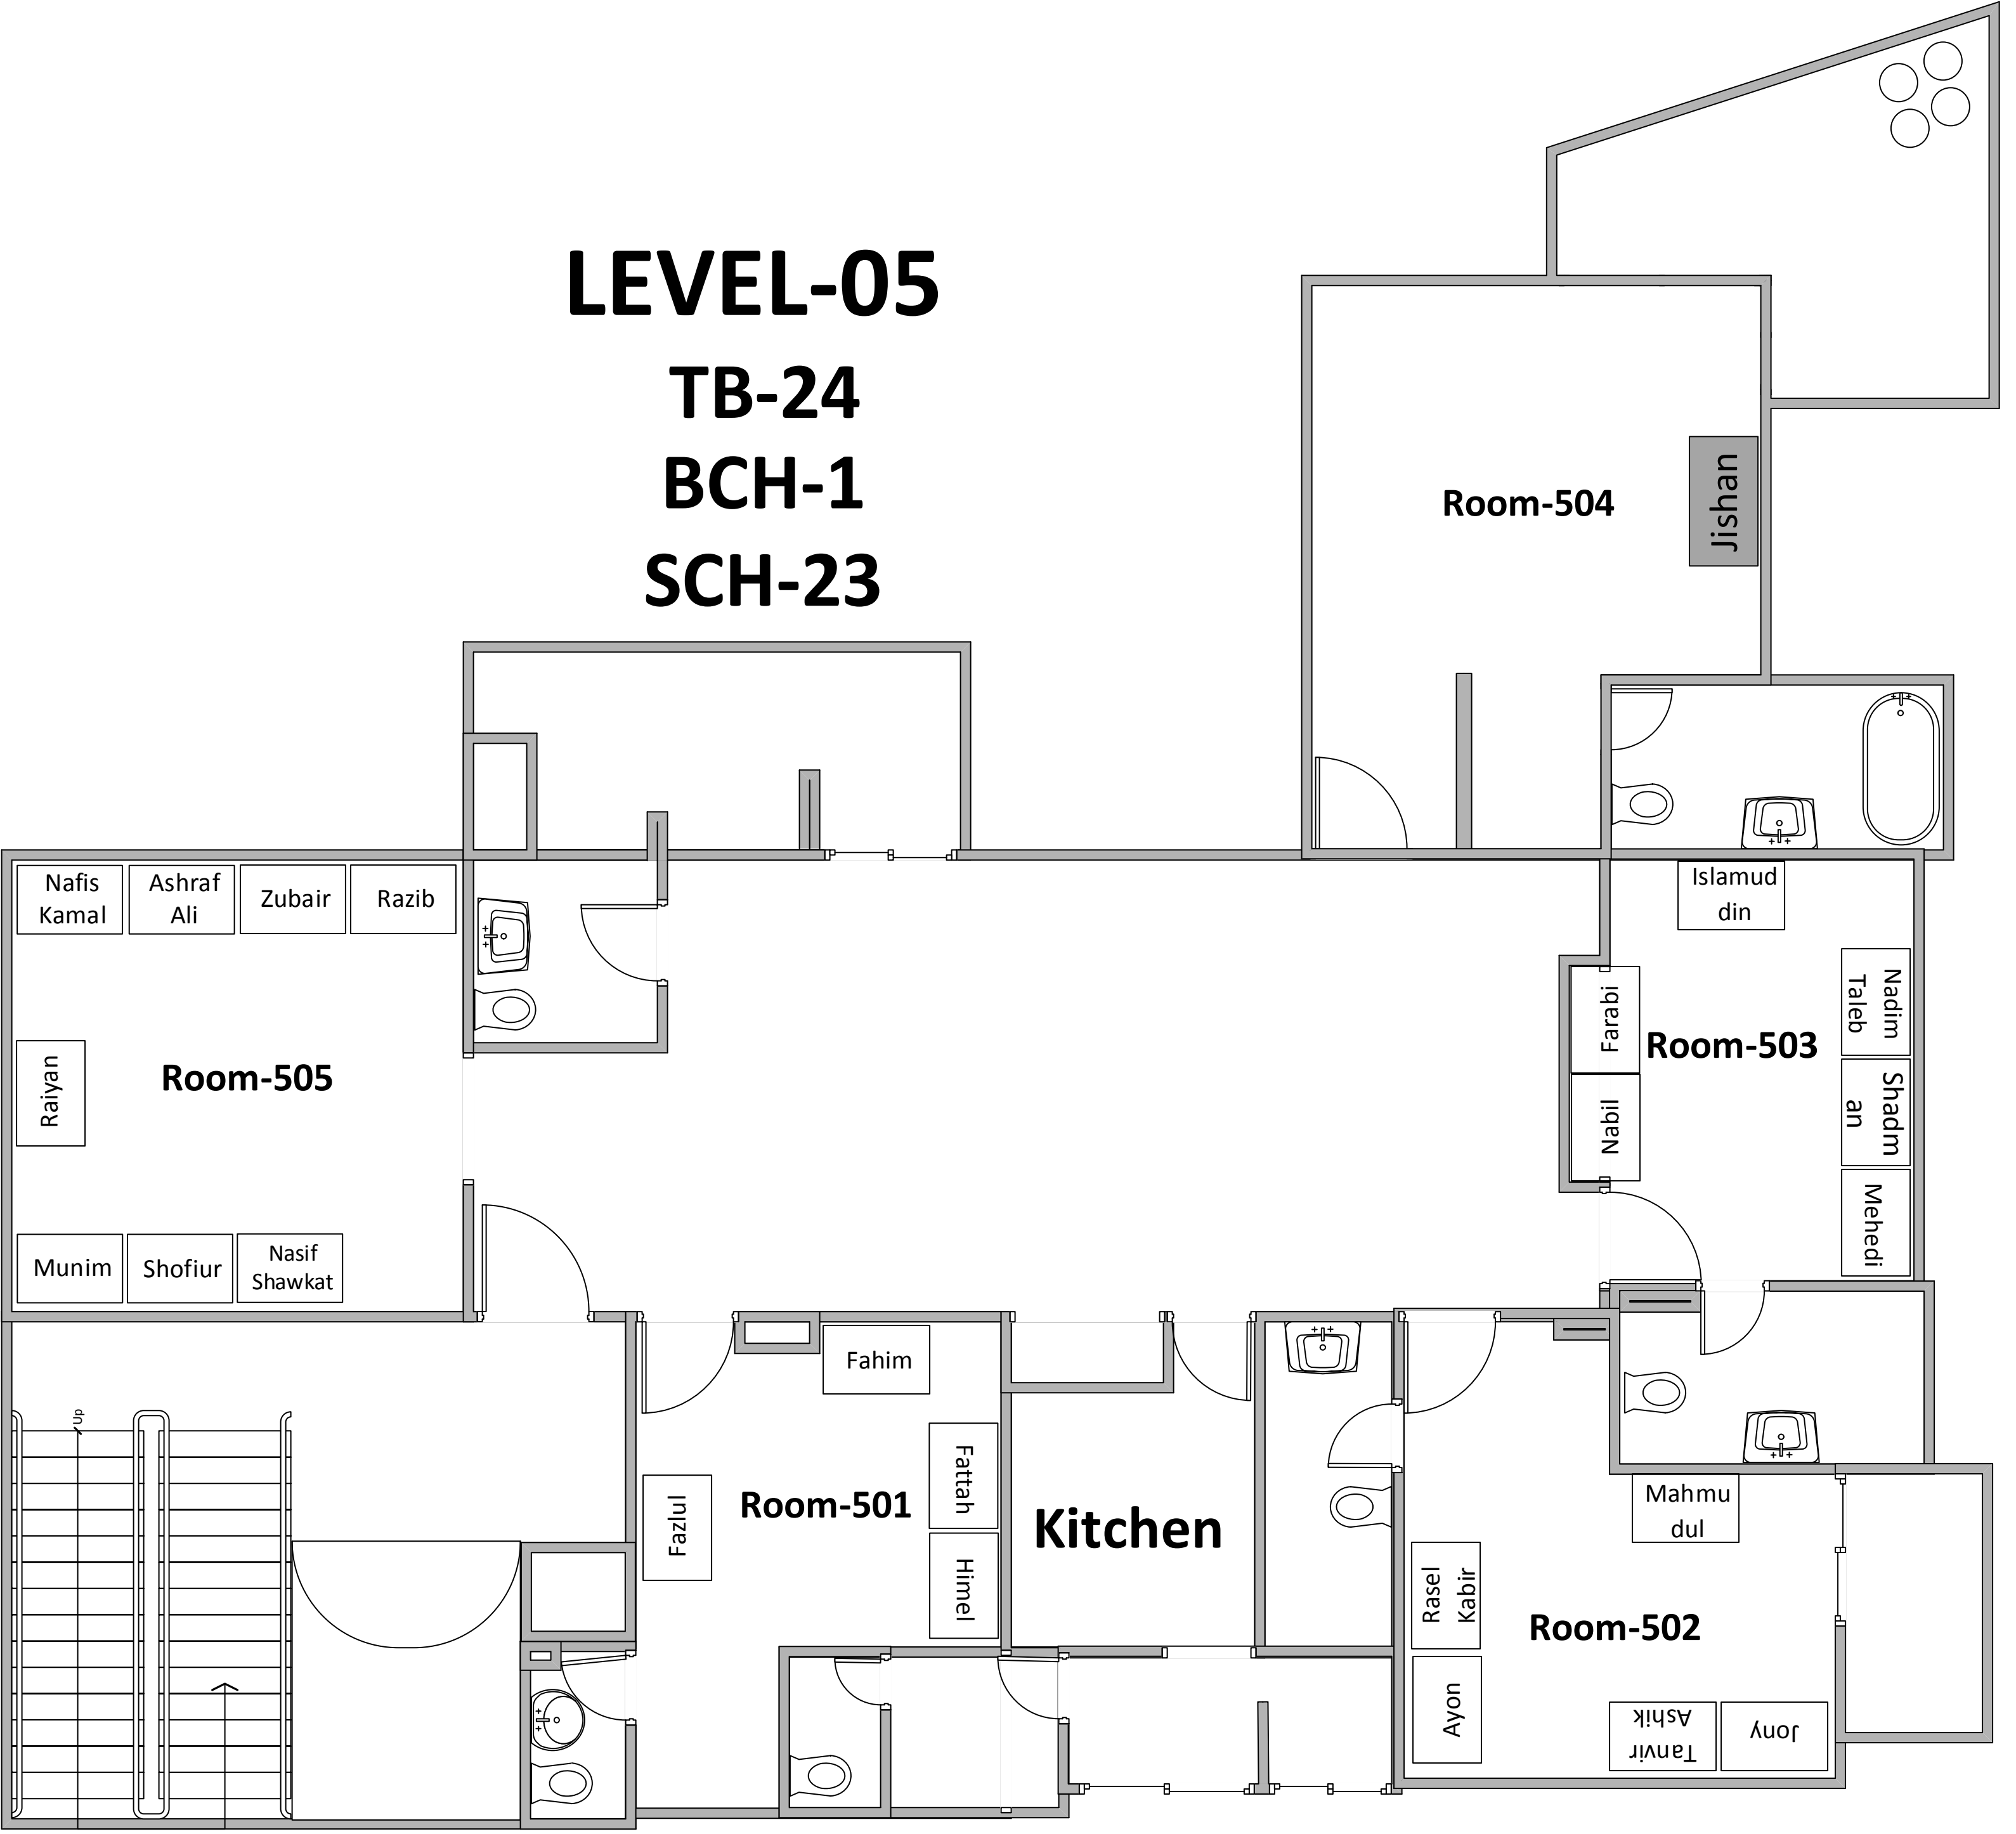 LEVEL-05
TB-24
BCH-1
SCH-23
Room-504
Jishan
Nafis
Kamal
Ashraf
Ali
Zubair
Razib
Raiyan
Room-505
Munim
Shofiur
Nasif
Shawkat
Islamud
din
Farabi
Nabil
Room-503
Nadim
Taleb
Shadm
an
Mehedi
Up
Fahim
Fattah
Himel
Fazlul
Room-501
Kitchen
Mahmu
dul
Rasel
Kabir
Ayon
Room-502
Tanvir
Ashik
Jony